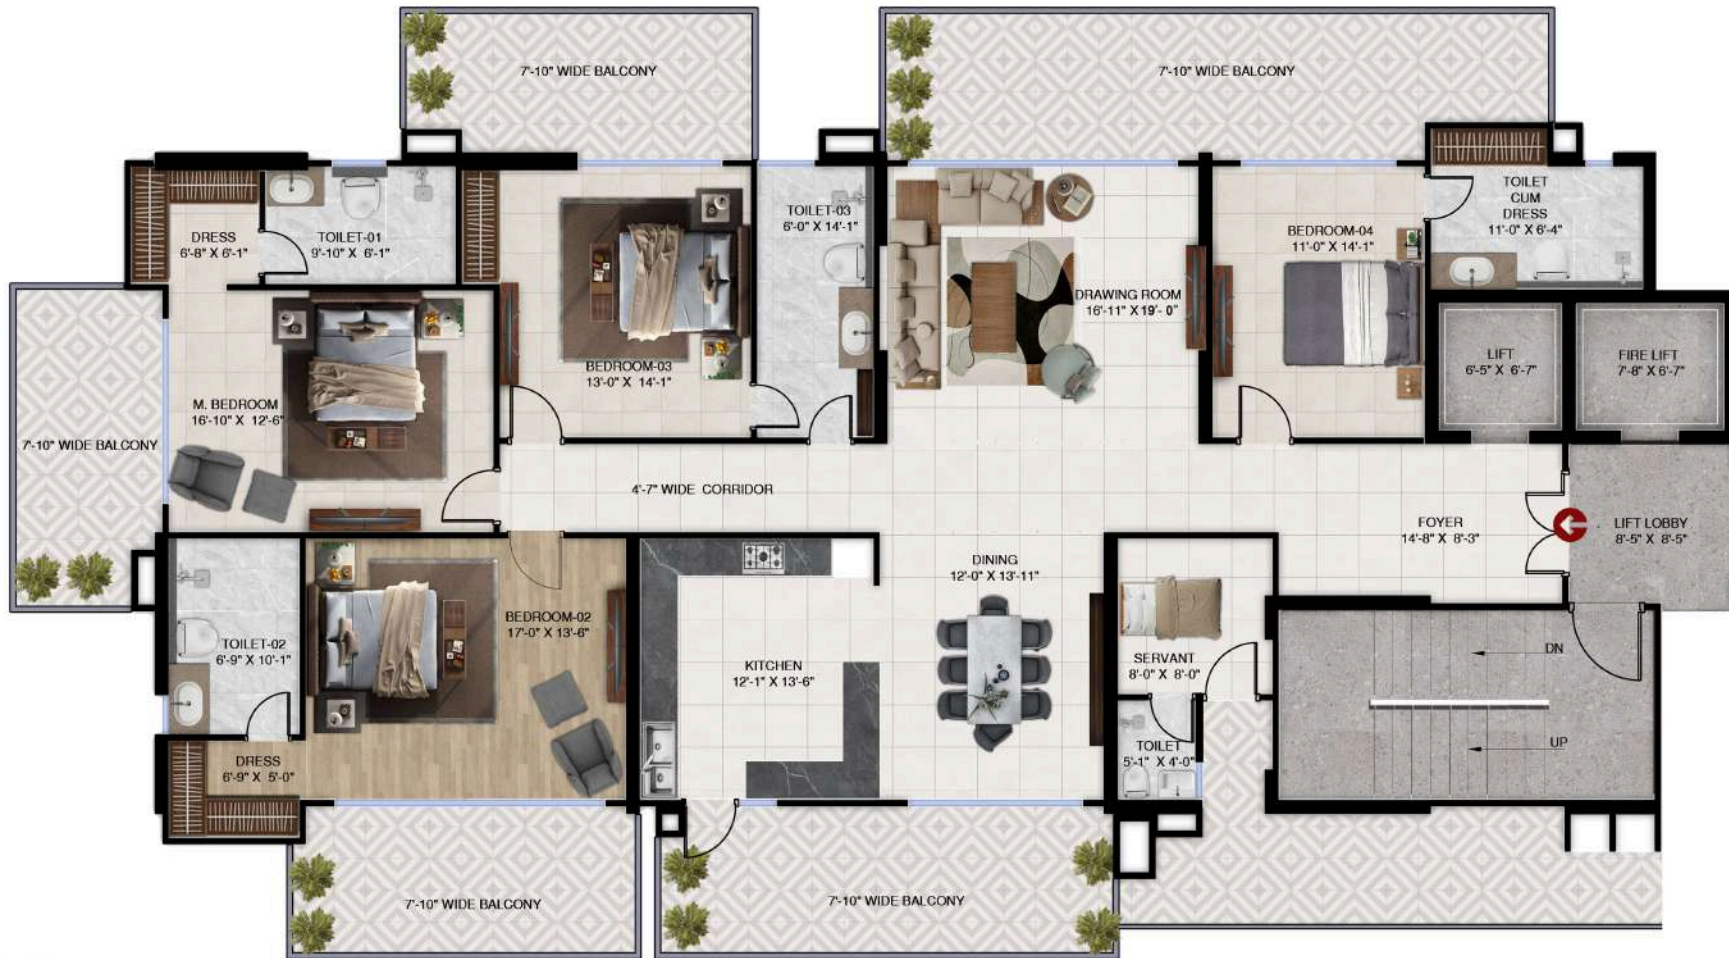 7'-10" WIDE BALCONY
7'-10" WIDE BALCONY
DRESS
6'-8" X 6'-1"
TOILET-01
9'-10" X 6'-1"
TOILET-03
6'-0" X 14'-1"
TOILET
CUM
DRESS
11'-0" X 6'-4"
BEDROOM-04
11'-0" X 14'-1"
DRAWING ROOM
16'-11" X 19'- 0"
BEDROOM-03
13'-0" X 14'-1"
LIFT
6'-5" X 6'-7"
FIRE LIFT
7'-8" X 6'-7"
M. BEDROOM
16'-10" X 12'-6"
7'-10" WIDE BALCONY
4'-7" WIDE CORRIDOR
FOYER
14'-8" X 8'-3"
LIFT LOBBY
8'-5" X 8'-5"
DINING
12'-0" X 13'-11"
BEDROOM-02
17'-0" X 13'-6"
TOILET-02
6'-9" X 10'-1"
KITCHEN
12'-1" X 13'-6"
SERVANT
8'-0" X 8'-0"
DN
UP
DRESS
6'-9" X 5'-0"
TOILET
5'-1" X 4'-0"
7'-10" WIDE BALCONY
7'-10" WIDE BALCONY